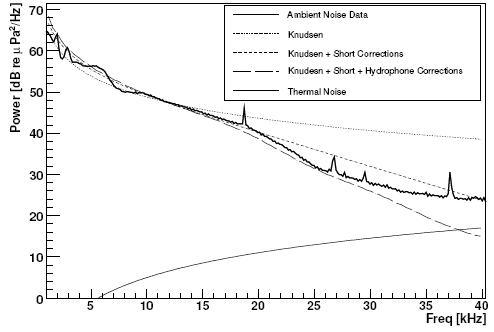 Power [dB re μ Pa²/Hz]
70
60
50
40
30
20
10
0
Ambient Noise Data
Knudsen
Knudsen + Short Corrections
Knudesn + Short + Hydrophone Corrections
Thermal Noise
5
10
15
20
25
30
35
40
Freq [kHz]